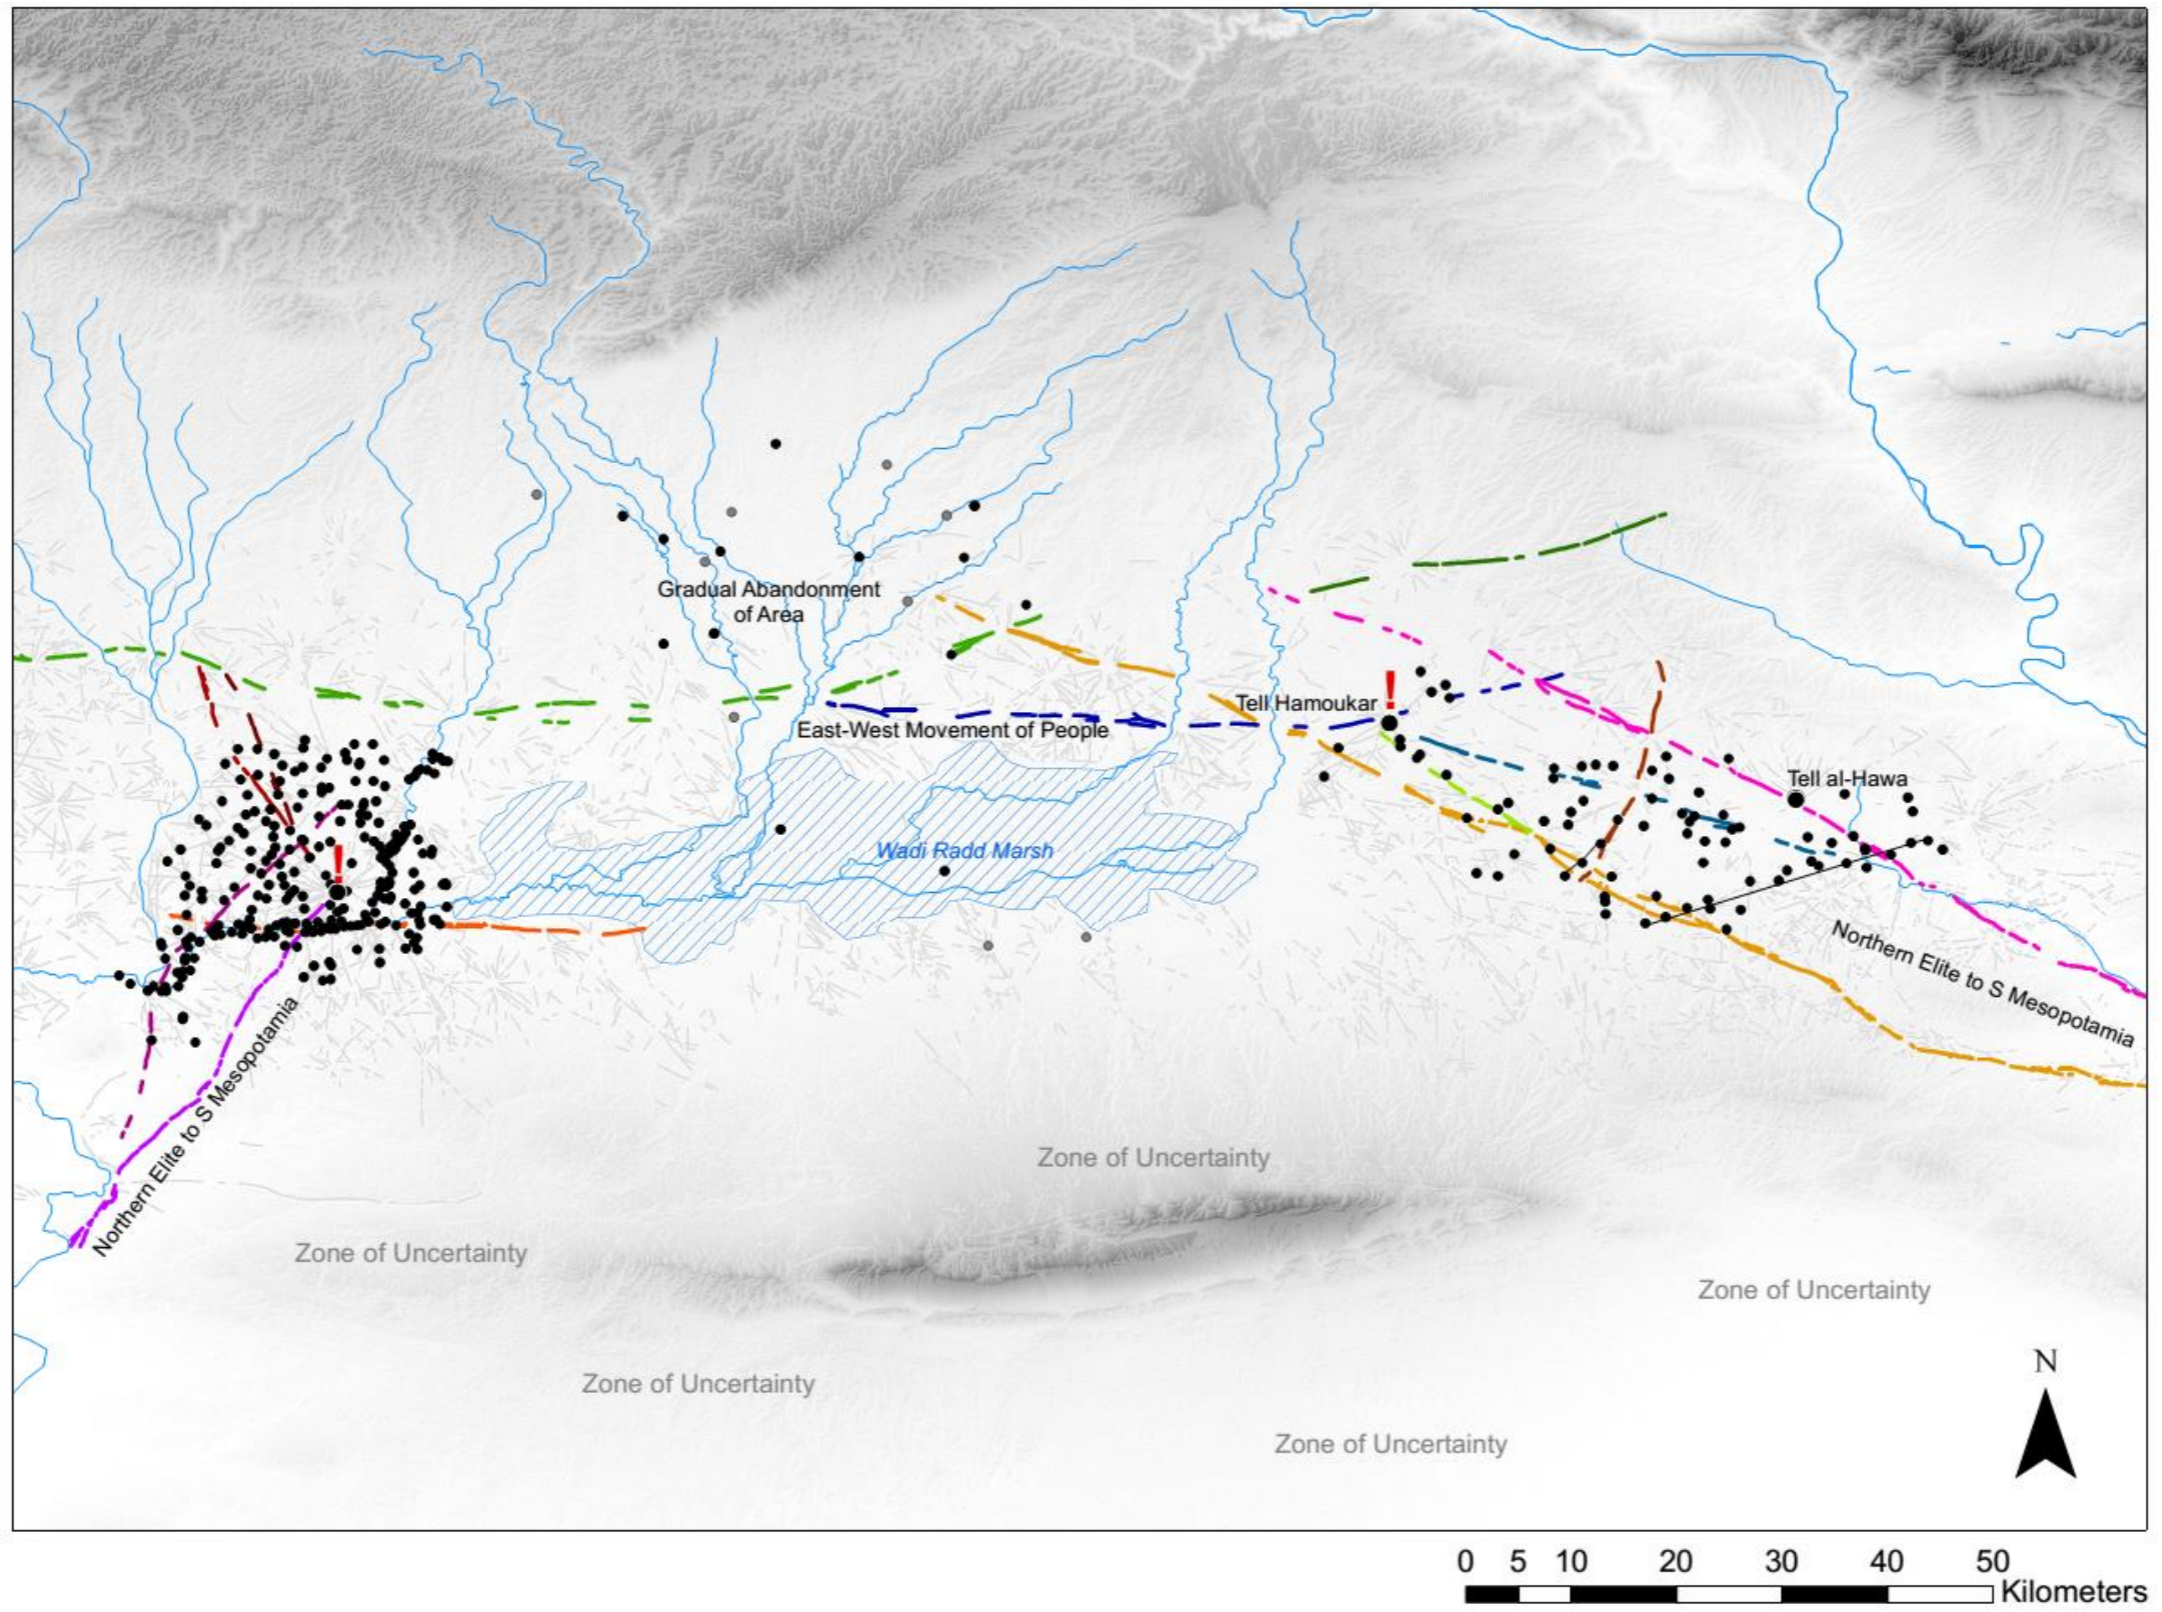 Gradual Abandonment
of Area
Tell Hamoukar
!
East-West Movement of People
Tell al-Hawa
!
Wadi Radd Marsh
Northern Elite to S Mesopotamia
Northern Elite to S Mesopotamia
Zone of Uncertainty
Zone of Uncertainty
Zone of Uncertainty
Zone of Uncertainty
Zone of Uncertainty
N
0 5 10 20 30 40 50
Kilometers